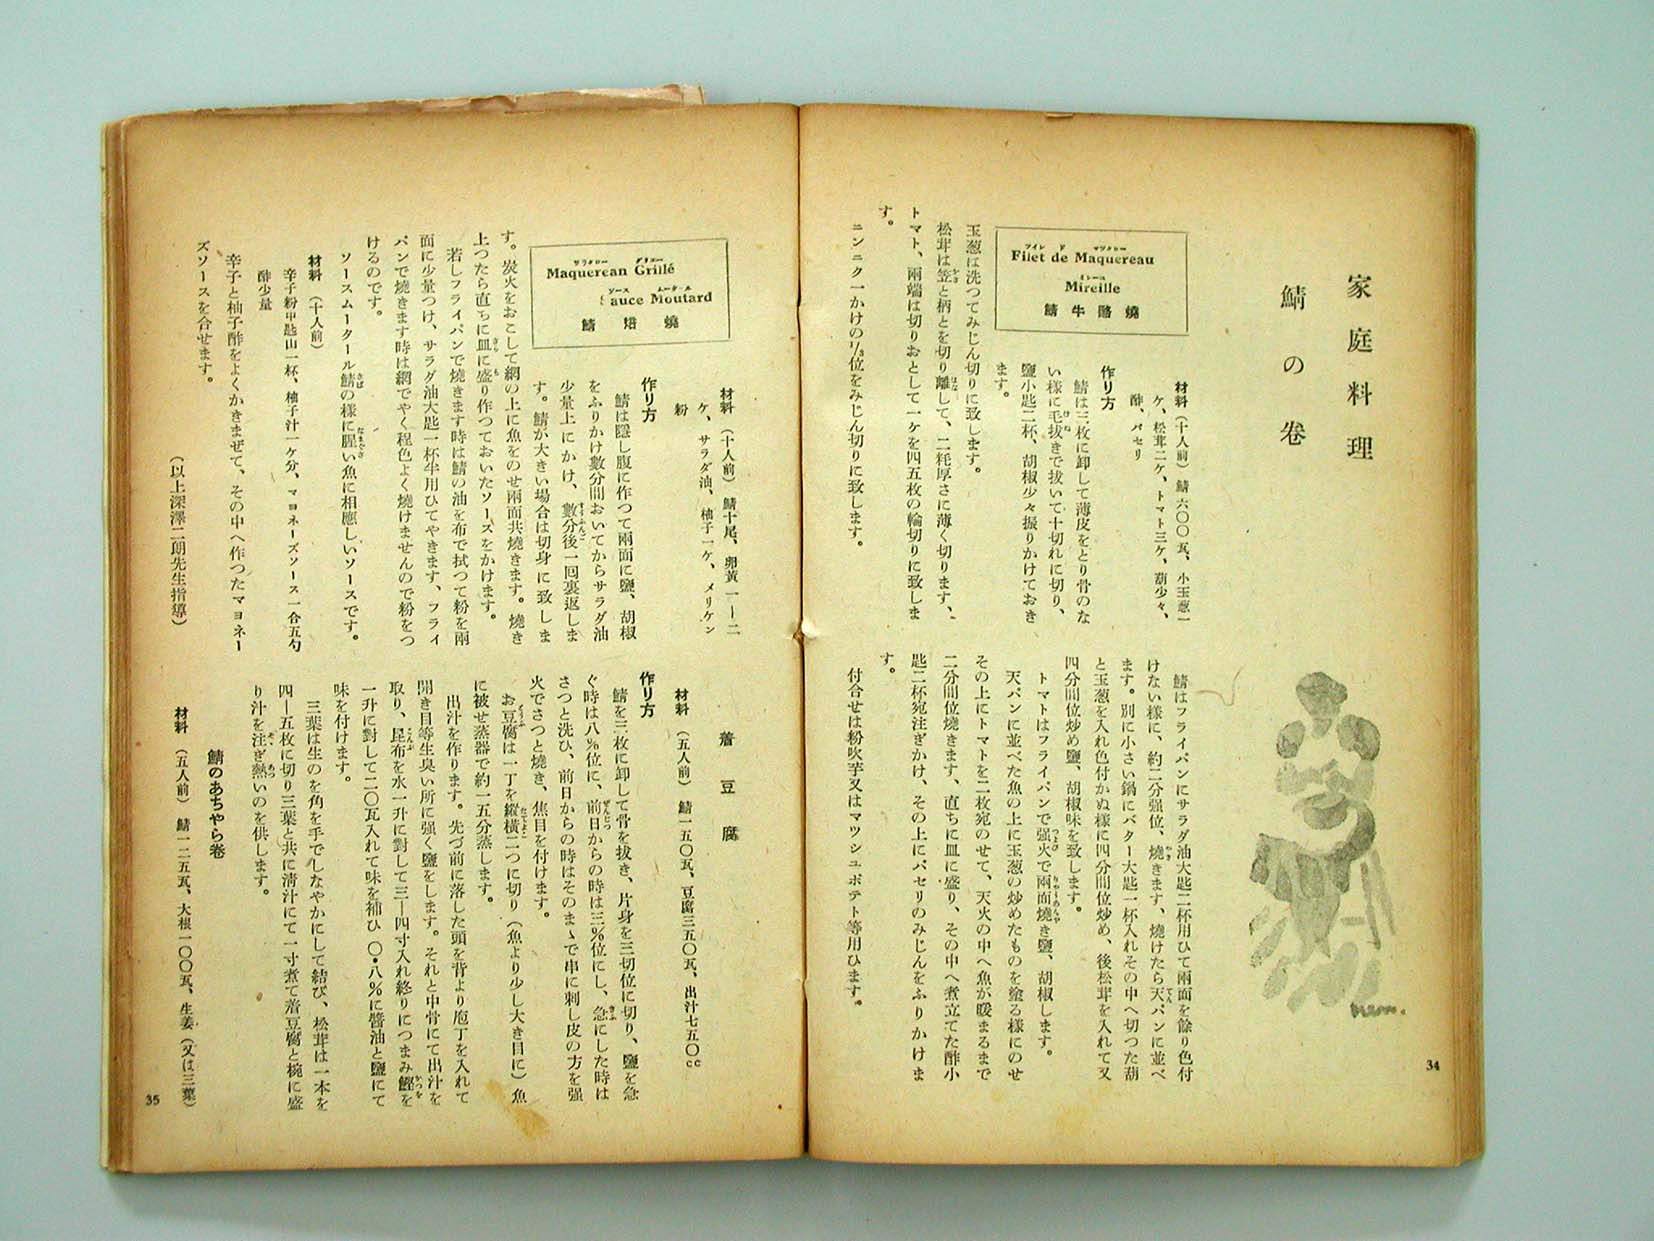 家庭料理
鯖の卷
フイレ ド マツクロー
Filet de Maquereau
ミレーユ
Mireille
鯖牛酪燒
材料（十人前）鯖六〇〇瓦、小玉葱一
ケ、松茸二ケ、トマト三ケ、葫少々、
酢、パセリ
作リ方
鯖は三枚に卸して薄皮をとり骨のな
い樣に毛拔きで拔いて十切れに切り、
鹽小匙二杯、胡椒少々振りかけておき
ます。
玉葱は洗つてみじん切りに致します。
松茸は笠と柄とを切り離して、二粍厚さに薄く切ります、
トマト、兩端は切りおとして一ケを四五枚の輪切りに致しま
す。
ニンニク一かけの1/3位をみじん切りに致します。
鯖はフライパンにサラダ油大匙二杯用ひて兩面を餘り色付
けない樣に、約二分强位、燒きます、燒けたら天パンに並べ
ます。別に小さい鍋にバター大匙一杯入れその中へ切つた葫
と玉葱を入れ色付かぬ樣に四分間位炒め、後松茸を入れて又
四分間位炒め鹽、胡椒味を致します。
トマトはフライパンで强火で兩面燒き鹽、胡椒します。
天パンに並べた魚の上に玉葱の炒めたものを塗る樣にのせ
その上にトマトを二枚宛のせて、天火の中へ魚が暖まるまで
二分間位燒きます、直ちに皿に盛り、その中へ煮立てた酢小
匙二杯宛注ぎかけ、その上にパセリのみじんをふりかけま
す。
付合せは粉吹芋又はマツシユポテト等用ひます。
34
Maquerean Grillé
ソース ムータール
Sauce Moutard
鯖焙燒
材料（十人前）鯖十尾、卵黃一—二
ケ、サラダ油、柚子一ケ、メリケン
粉
作リ方
鯖は隱し腹に作つて兩面に鹽、胡椒
をふりかけ數分間おいてからサラダ油
少量上にかけ、數分後一囘裏返しま
す。鯖が大きい場合は切身に致しま
す。炭火をおこして網の上に魚をのせ兩面共燒きます。燒き
上つたら直ちに皿に盛り作つておいたソースをかけます。
若しフライパンで燒きます時は鯖の油を布で拭つて粉を兩
面に少量つけ、サラダ油大匙一杯半用ひてやきます、フライ
パンで燒きます時は網でやく程色よく燒けませんので粉をつ
けるのです。
ソースムータール鯖の樣に腥い魚に相應しいソースです。
材料（十人前）
辛子粉甲匙山一杯、柚子汁一ケ分、マヨネーズソース一合五勺
酢少量
辛子と柚子酢をよくかきまぜて、その中へ作つたマヨネー
ズソースを合せます。
（以上深澤二朗先生指導）
着豆腐
材料（五人前）鯖一五〇瓦、豆腐三五〇瓦、出汁七五〇cc
作リ方
鯖を三枚に卸して骨を拔き、片身を三切位に切り、鹽を急
ぐ時は八％位に、前日からの時は三％位にし、急にした時は
さつと洗ひ、前日からの時はそのまゝで串に刺し皮の方を强
火でさつと燒き、焦目を付けます。
お豆腐は一丁を縱橫二つに切り（魚より少し大き目に）魚
に被せ蒸器で約一五分蒸します。
出汁を作ります。先づ前に落した頭を背より庖丁を入れて
開き目等生臭い所に强く鹽をします。それと中骨にて出汁を
取り、昆布を水一升に對して三—四寸入れ終りにつまみ鰹を
一升に對して二〇瓦入れて味を補ひ〇・八％に醬油と鹽にて
味を付けます。
三葉は生のを角を手でしなやかにして結び、松茸は一本を
四—五枚に切り三葉と共に淸汁にて一寸煮て着豆腐と椀に盛
り汁を注ぎ熱いのを供します。
鯖のあちやら卷
材料（五人前）鯖一二五瓦、大根一〇〇瓦、生姜（又は三葉）
35